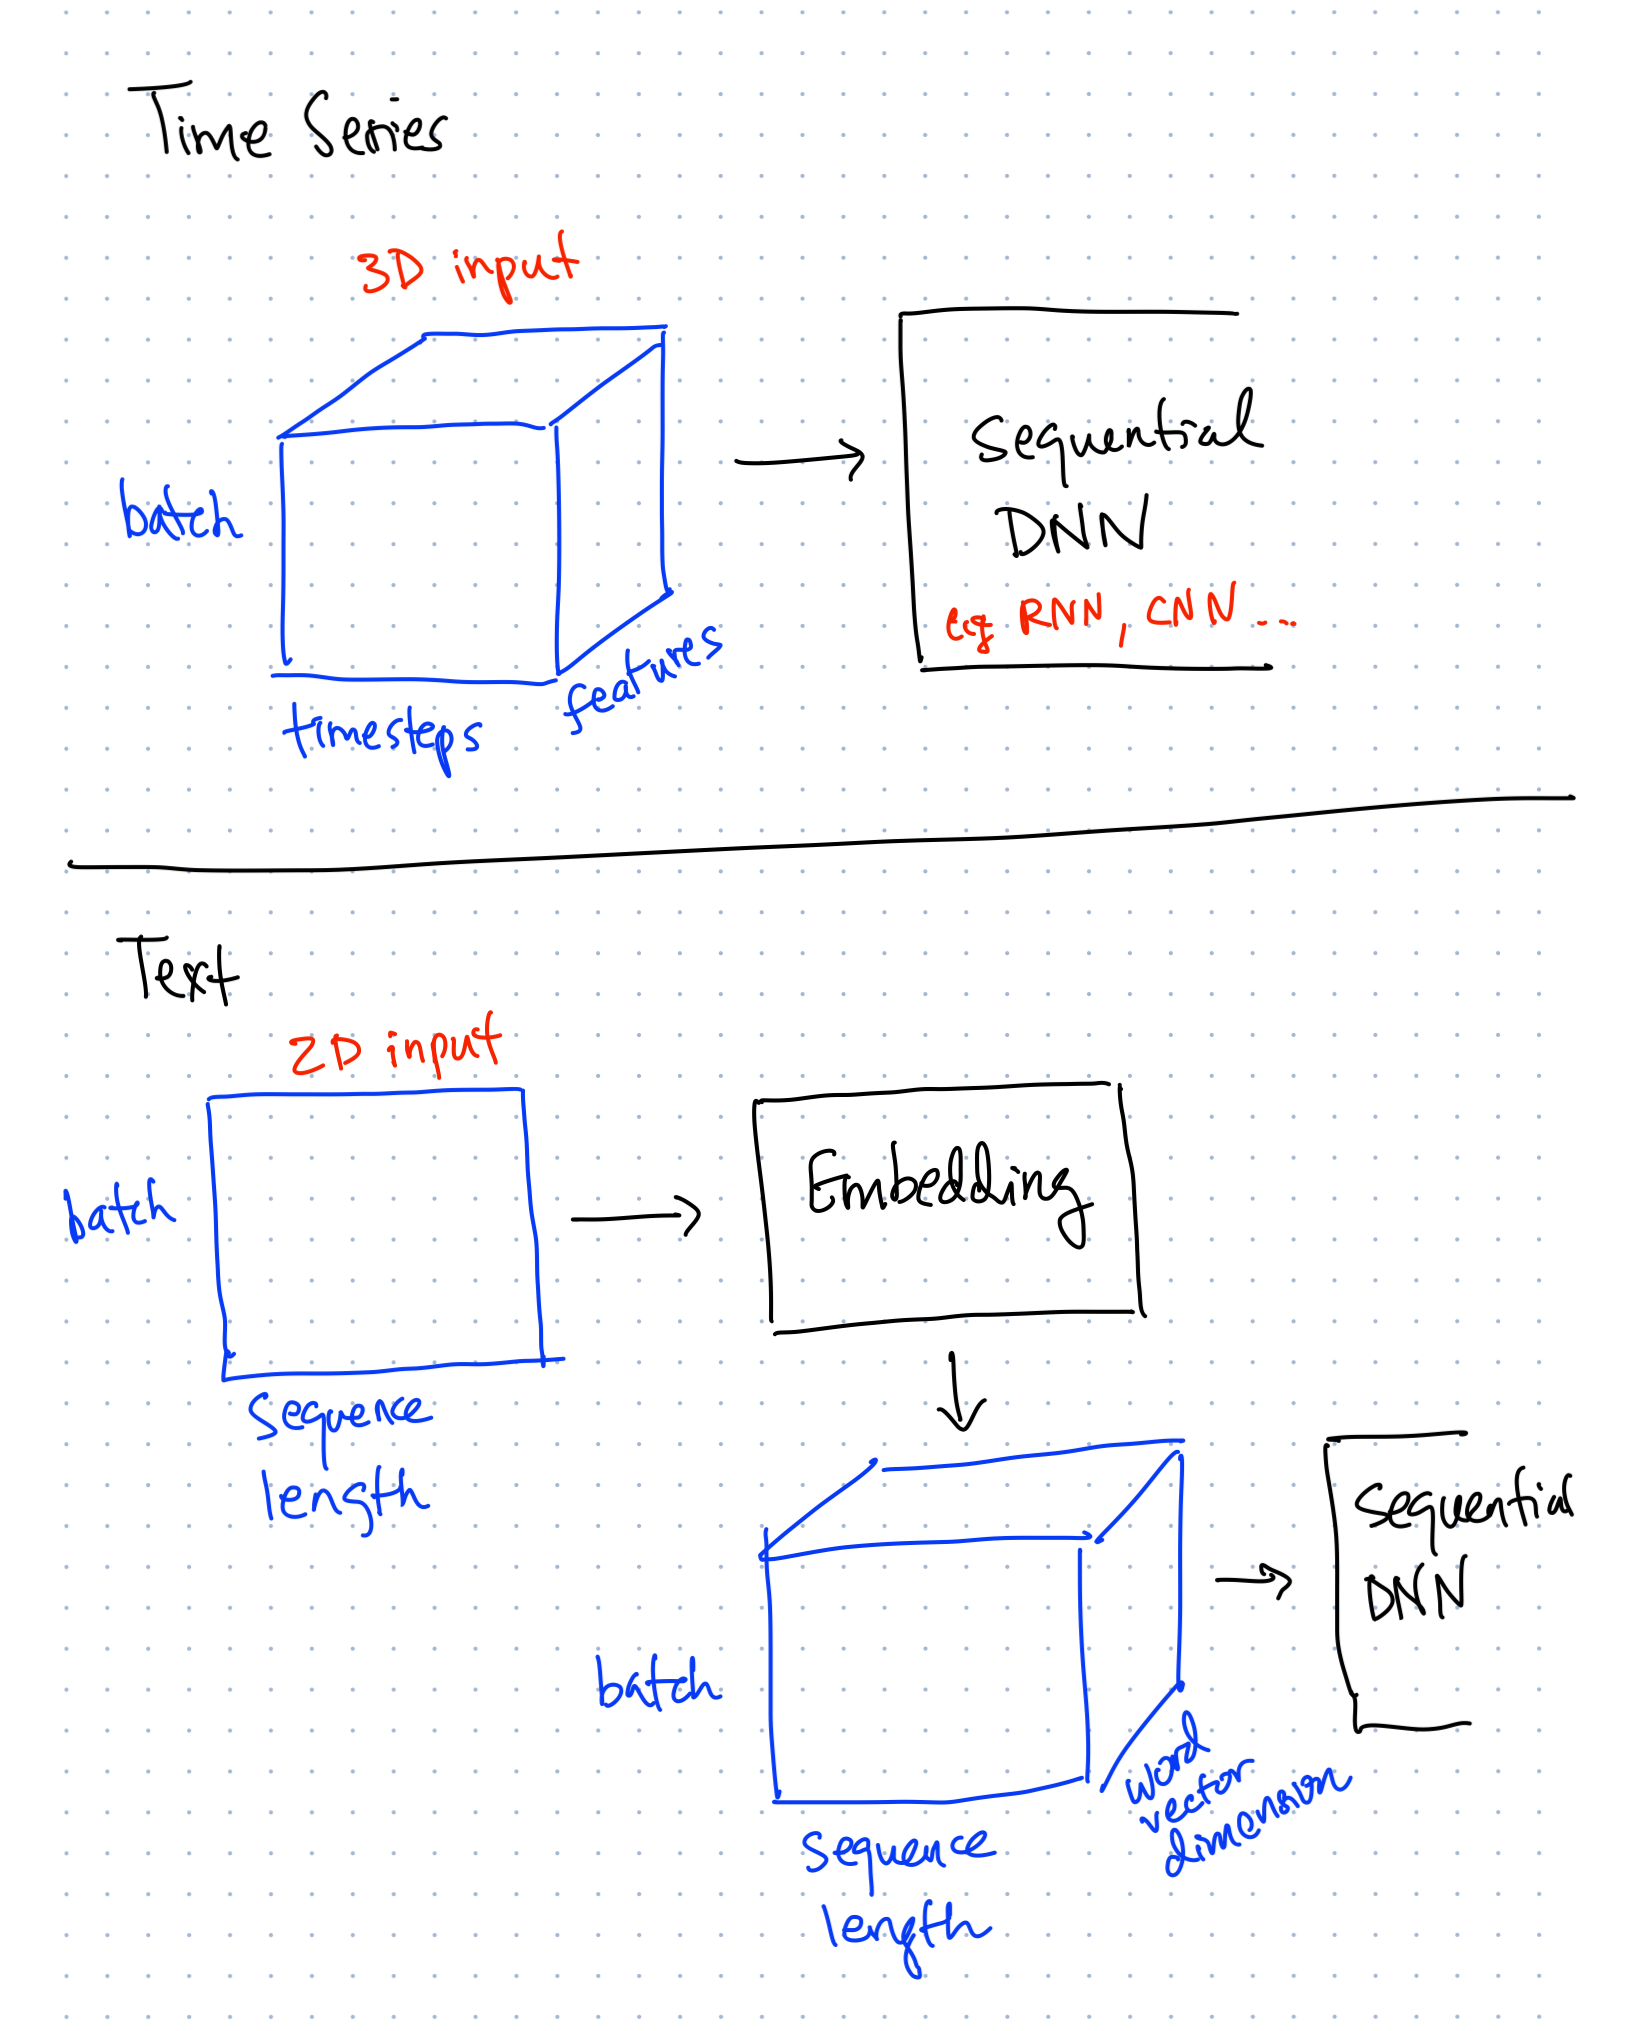 Time Series
3D input
batch
timesteps
features
Sequential
DNN
eg RNN, CNN ...
Text
2D input
batch
Sequence
length
Embedding
batch
Sequence
length
word
vector
dimension
Sequential
DNN